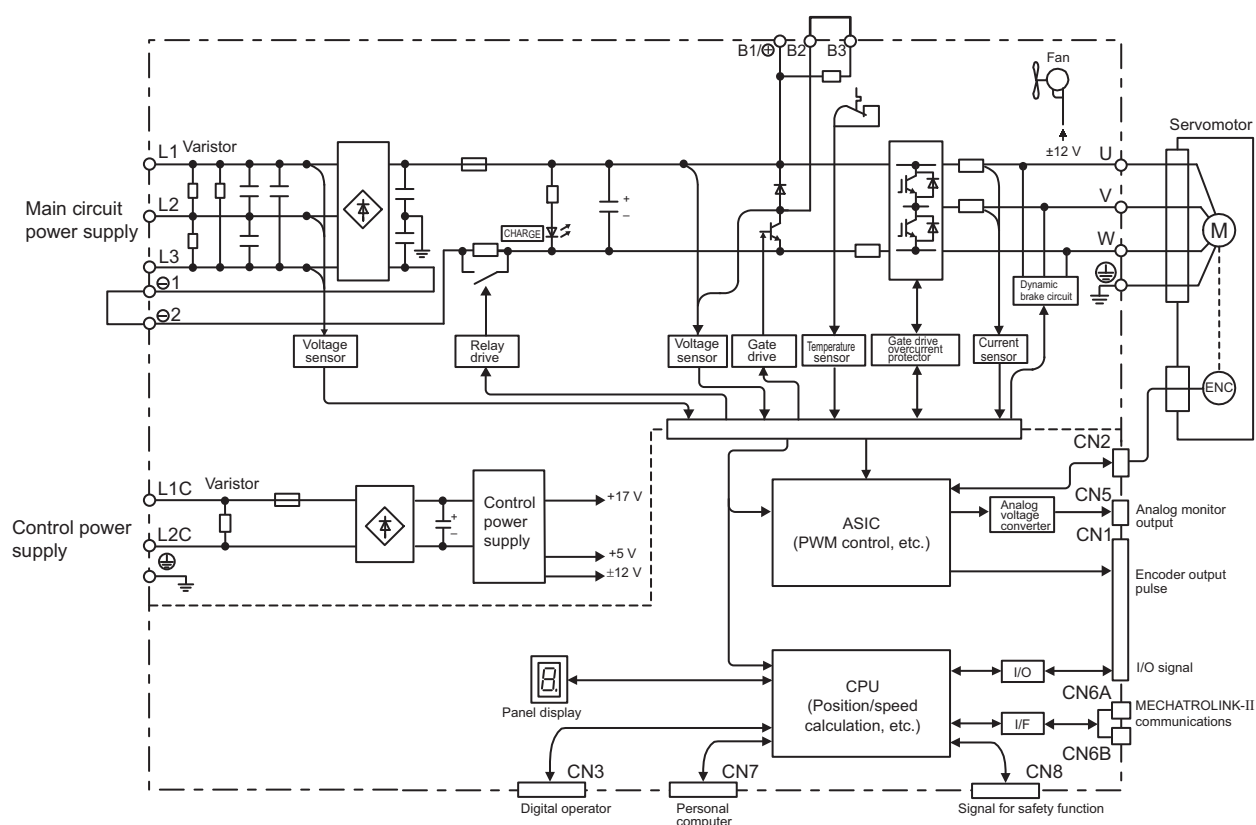 B1/⊕ B2 B3
Fan
±12 V
Servomotor
Main circuit
power supply
L1
Varistor
L2
L3
⊖1
⊖2
CHARGE
+
–
U
V
W
M
Dynamic
brake circuit
Voltage
sensor
Relay
drive
Voltage
sensor
Gate
drive
Temperature
sensor
Gate drive
overcurrent
protector
Current
sensor
ENC
Control power
supply
L1C
Varistor
L2C
+
–
Control
power
supply
+17 V
+5 V
±12 V
ASIC
(PWM control, etc.)
Analog
voltage
converter
CN2
CN5
Analog monitor
output
CN1
Encoder output
pulse
I/O signal
CPU
(Position/speed
calculation, etc.)
I/O
I/F
CN6A
MECHATROLINK-II
communications
CN6B
8.
Panel display
CN3
Digital operator
CN7
Personal
computer
CN8
Signal for safety function